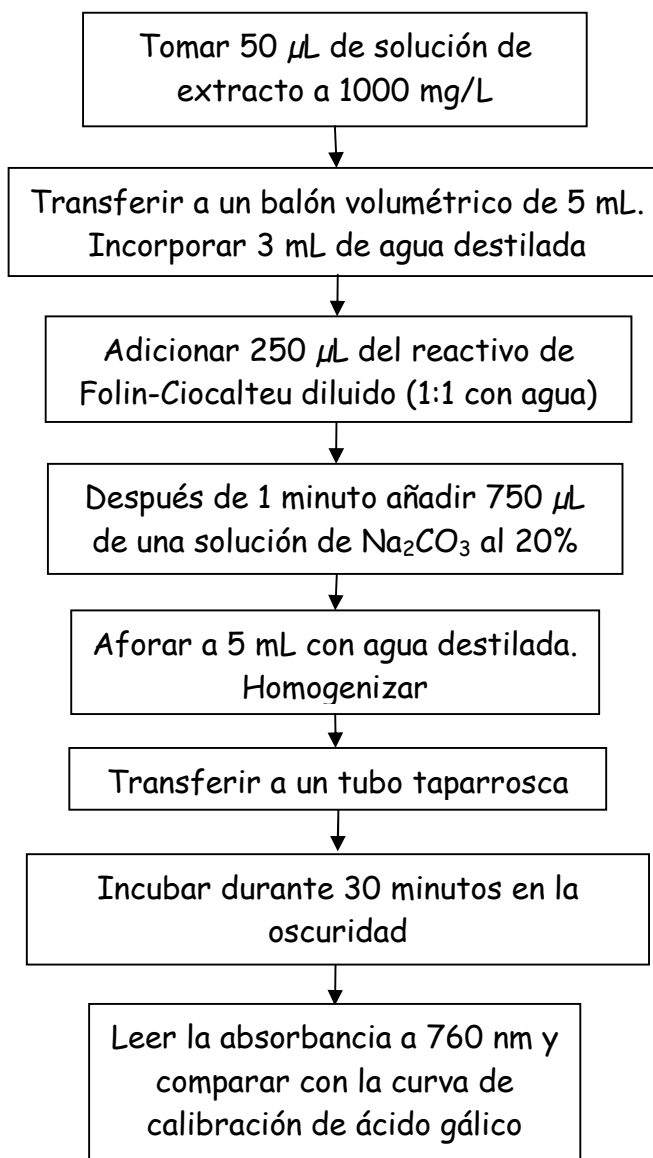 Tomar 50 µL de solución de
extracto a 1000 mg/L
Transferir a un balón volumétrico de 5 mL.
Incorporar 3 mL de agua destilada
Adicionar 250 µL del reactivo de
Folin-Ciocalteu diluido (1:1 con agua)
Después de 1 minuto añadir 750 µL
de una solución de Na₂CO₃ al 20%
Aforar a 5 mL con agua destilada.
Homogenizar
Transferir a un tubo taparrosca
Incubar durante 30 minutos en la
oscuridad
Leer la absorbancia a 760 nm y
comparar con la curva de
calibración de ácido gálico